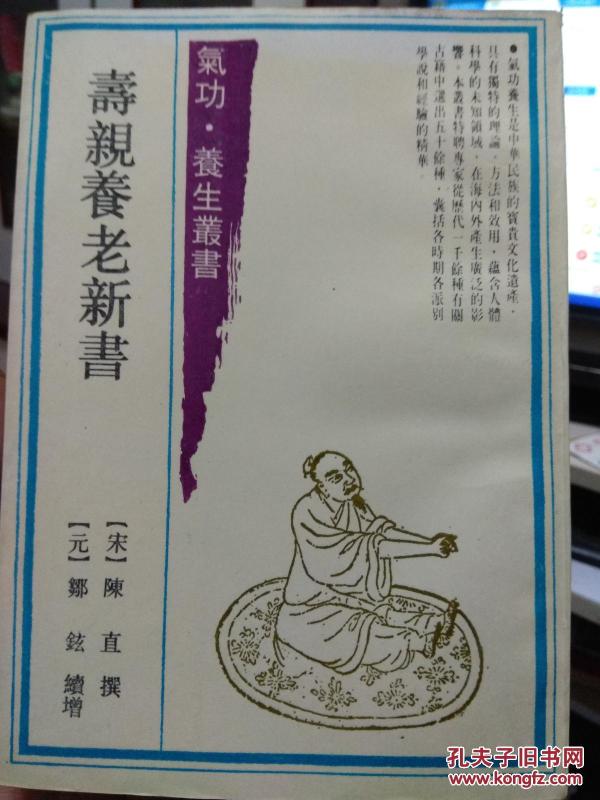 ●氣功養生是中華民族的寶貴文化遺產，
具有獨特的理論、方法和效用，蘊含人體
科學的未知領域，在海內外產生廣泛的影
響。本叢書特聘專家從歷代一千餘種有關
古籍中選出五十餘種，囊括各時期各派別
學說和經驗的精華。
氣功·養生叢書
壽親養老新書
【宋】陳直撰
【元】鄒鉉續增
孔夫子旧书网
www.kongfz.com